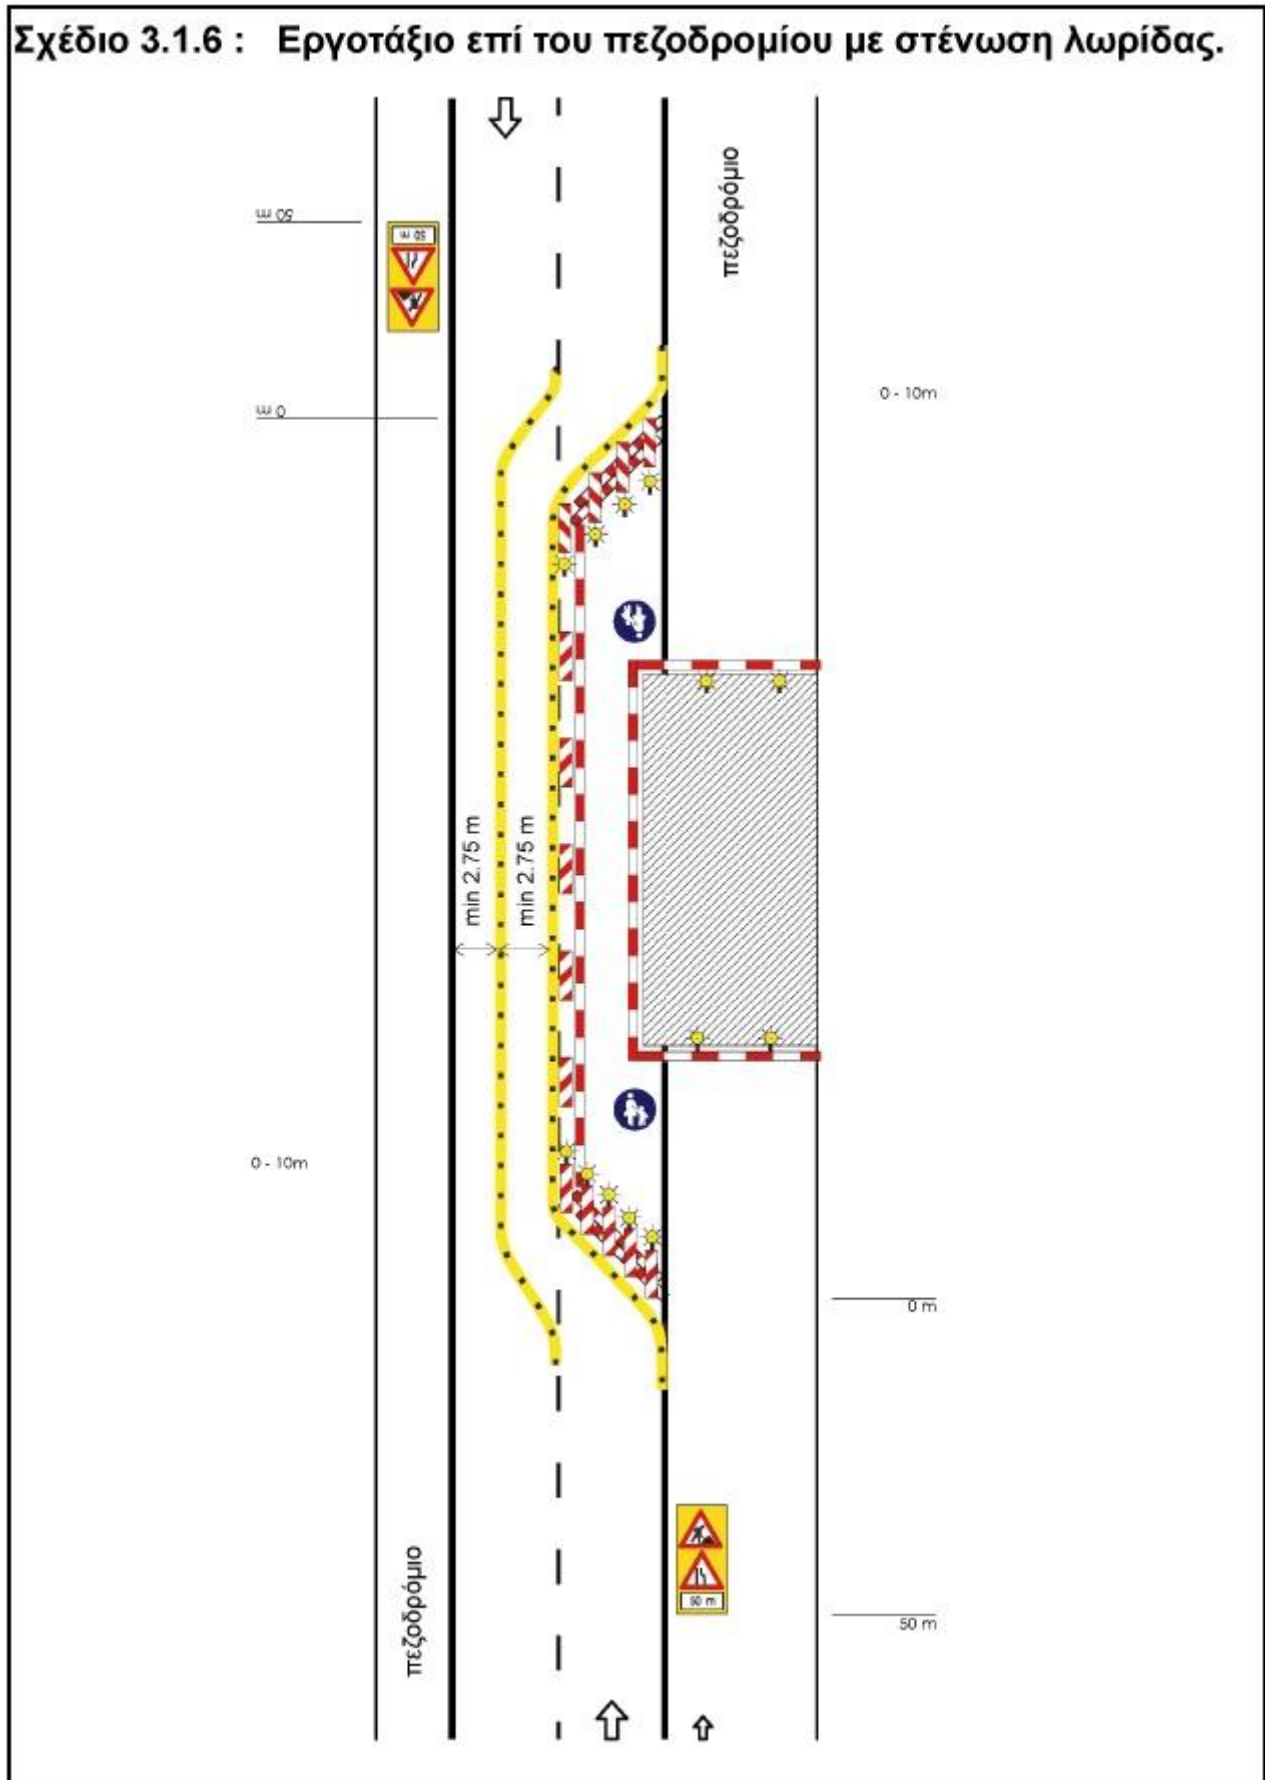 Σχέδιο 3.1.6 : Εργοτάξιο επί του πεζοδρομίου με στένωση λωρίδας.
πεζοδρόμιο
50 m
50 m
0 - 10m
0 m
min 2.75 m
min 2.75 m
0 - 10m
0 m
50 m
50 m
πεζοδρόμιο